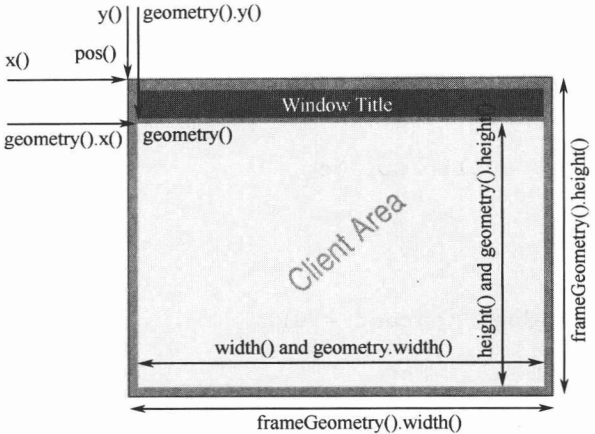 y()
geometry().y()
x()
pos()
Window Title
geometry().x()
geometry()
Client Area
height() and geometry().height()
frameGeometry().height()
width() and geometry.width()
frameGeometry().width()